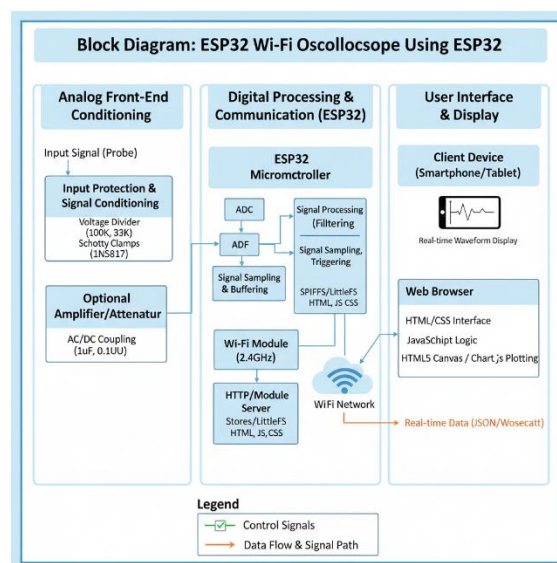 Block Diagram: ESP32 Wi-Fi Oscollocsope Using ESP32
Analog Front-End
Conditioning
Input Signal (Probe)
Input Protection &
Signal Conditioning
Voltage Divider
(100K, 33K)
Schotty Clamps
(1N5817)
Optional
Amplifier/Attenatur
AC/DC Coupling
(1uF, 0.1UU)
Digital Processing &
Communication (ESP32)
ESP32
Micromctroller
ADC
ADF
Signal Sampling
& Buffering
Signal Processing
(Filtering
Signal Sampling,
Triggering
SPIFFS/LittleFS
HTML, JS CSS
Wi-Fi Module
(2.4GHz)
HTTP/Module
Server
Stores/LittleFS
HTML, JS,CSS
WiFi Network
User Interface
& Display
Client Device
(Smartphone/Tablet)
Real-time Waveform Display
Web Browser
HTML/CSS Interface
JavaSchipt Logic
HTML5 Canvas / Chart.js Plotting
Real-time Data (JSON/Wosecatt)
Legend
Control Signals
Data Flow & Signal Path